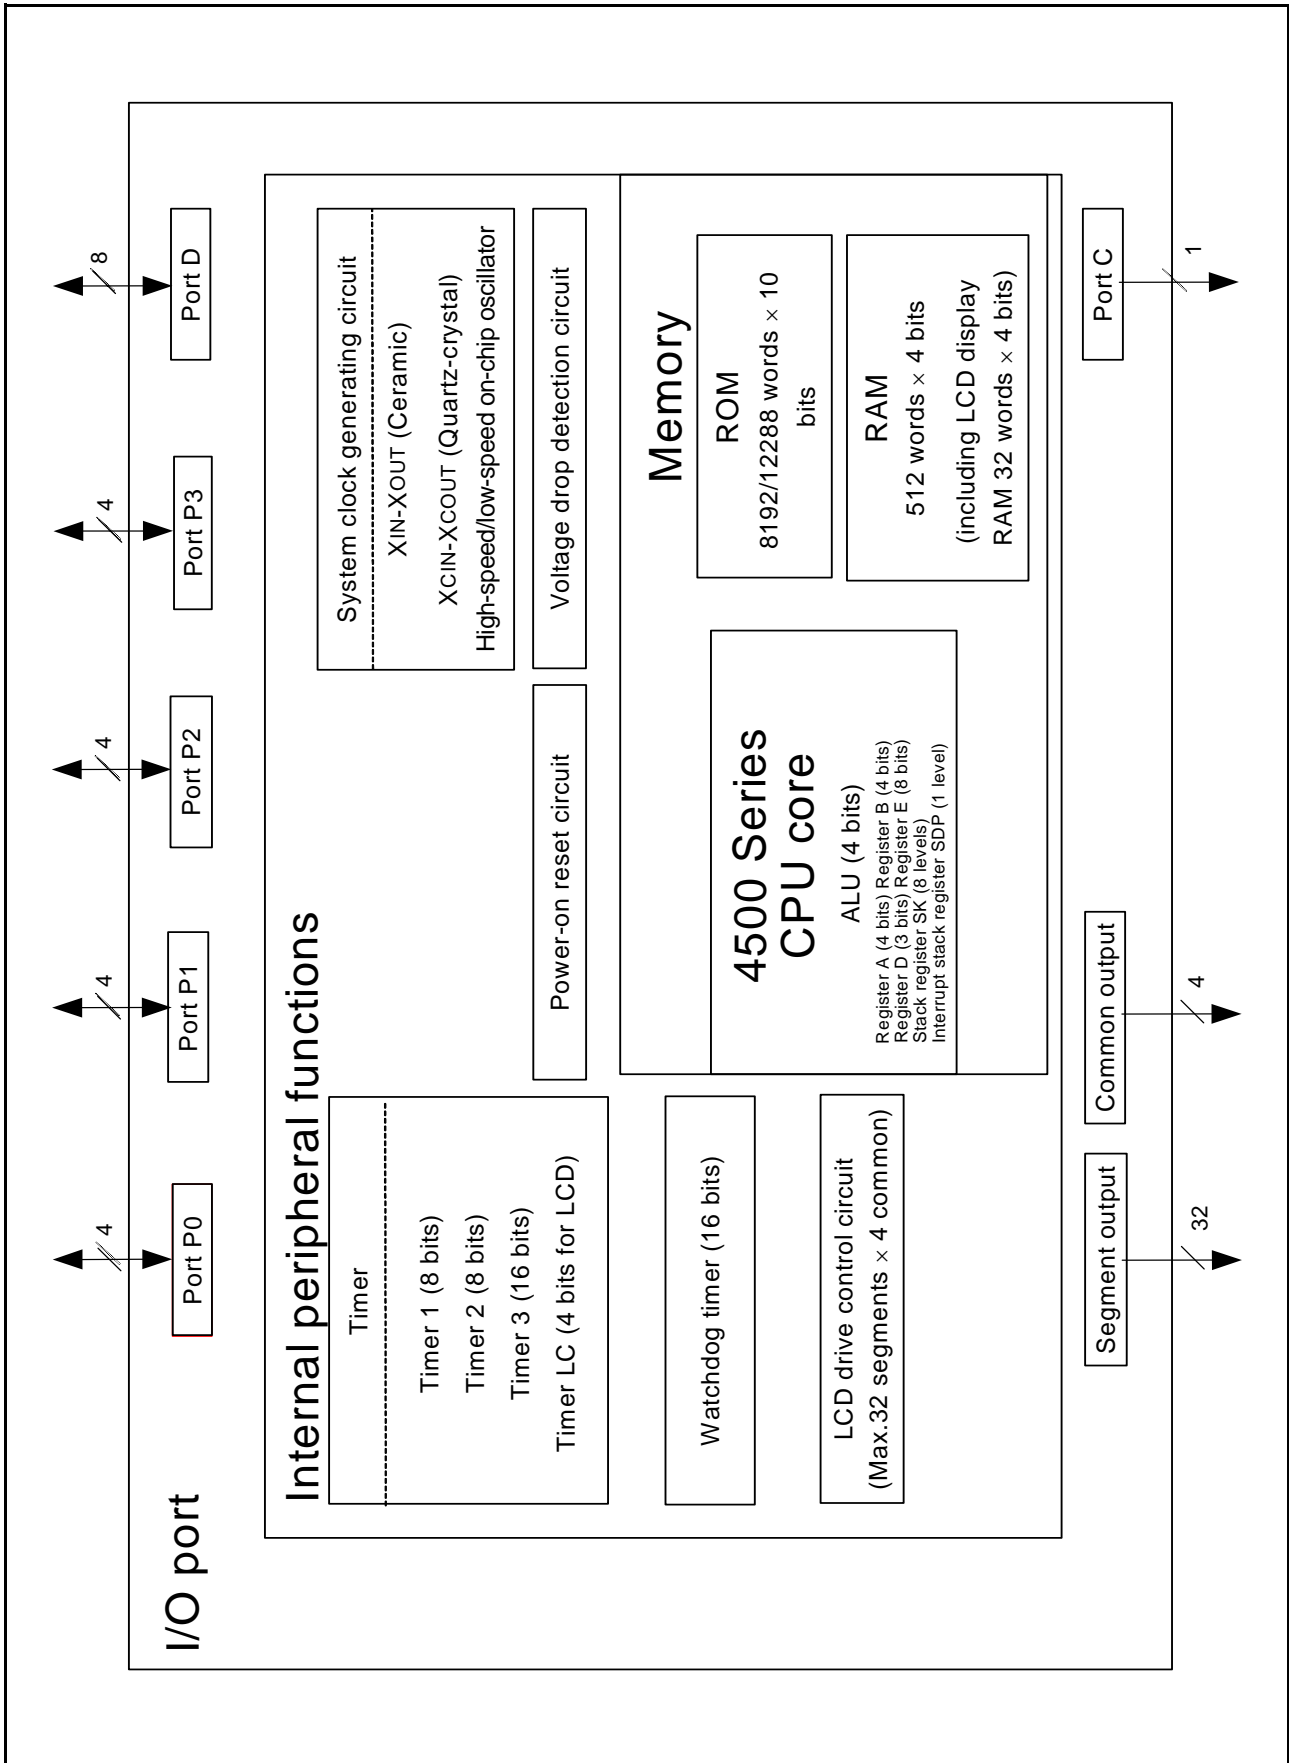 I/O port
4
4
4
4
4
8
Port P0
Port P1
Port P2
Port P3
Port D
Internal peripheral functions
Timer
Timer 1 (8 bits)
Timer 2 (8 bits)
Timer 3 (16 bits)
Timer LC (4 bits for LCD)
Watchdog timer (16 bits)
LCD drive control circuit
(Max.32 segments × 4 common)
Power-on reset circuit
System clock generating circuit
XIN-XOUT (Ceramic)
XCIN-XCOUT (Quartz-crystal)
High-speed/low-speed on-chip oscillator
Voltage drop detection circuit
4500 Series
CPU core
ALU (4 bits)
Register A (4 bits) Register B (4 bits)
Register D (3 bits) Register E (8 bits)
Stack register SK (8 levels)
Interrupt stack register SDP (1 level)
Memory
ROM
8192/12288 words × 10
bits
RAM
512 words × 4 bits
(including LCD display
RAM 32 words × 4 bits)
Segment output
Common output
Port C
32
4
1